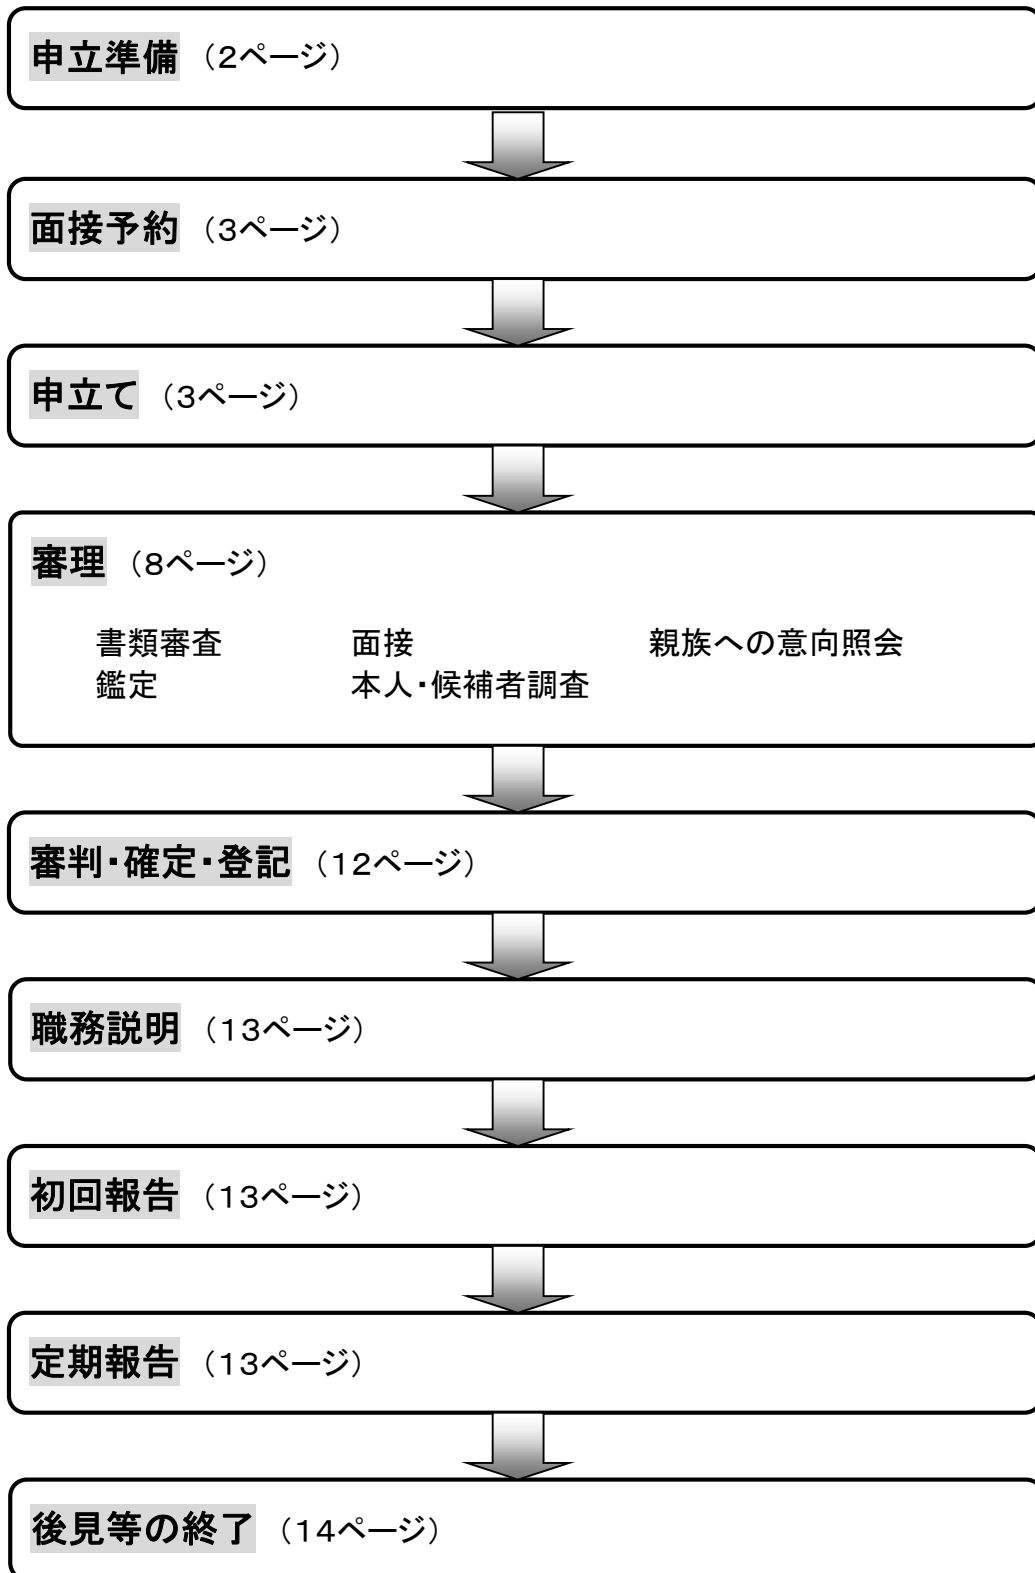 申立準備 （２ページ）
面接予約 （３ページ）
申立て （３ページ）
審理 （８ページ）
書類審査 面接 親族への意向照会
鑑定 本人・候補者調査
審判・確定・登記 （１２ページ）
職務説明 （１３ページ）
初回報告 （１３ページ）
定期報告 （１３ページ）
後見等の終了 （１４ページ）